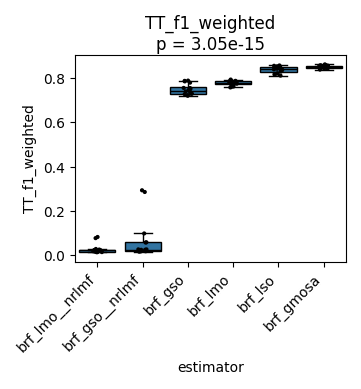 TT_f1_weighted
p = 3.05e-15
TT_f1_weighted
0.8
0.6
0.4
0.2
0.0
brf_lmo__nrlmf
brf_gso__nrlmf
brf_gso
brf_lmo
brf_lso
brf_gmosa
estimator